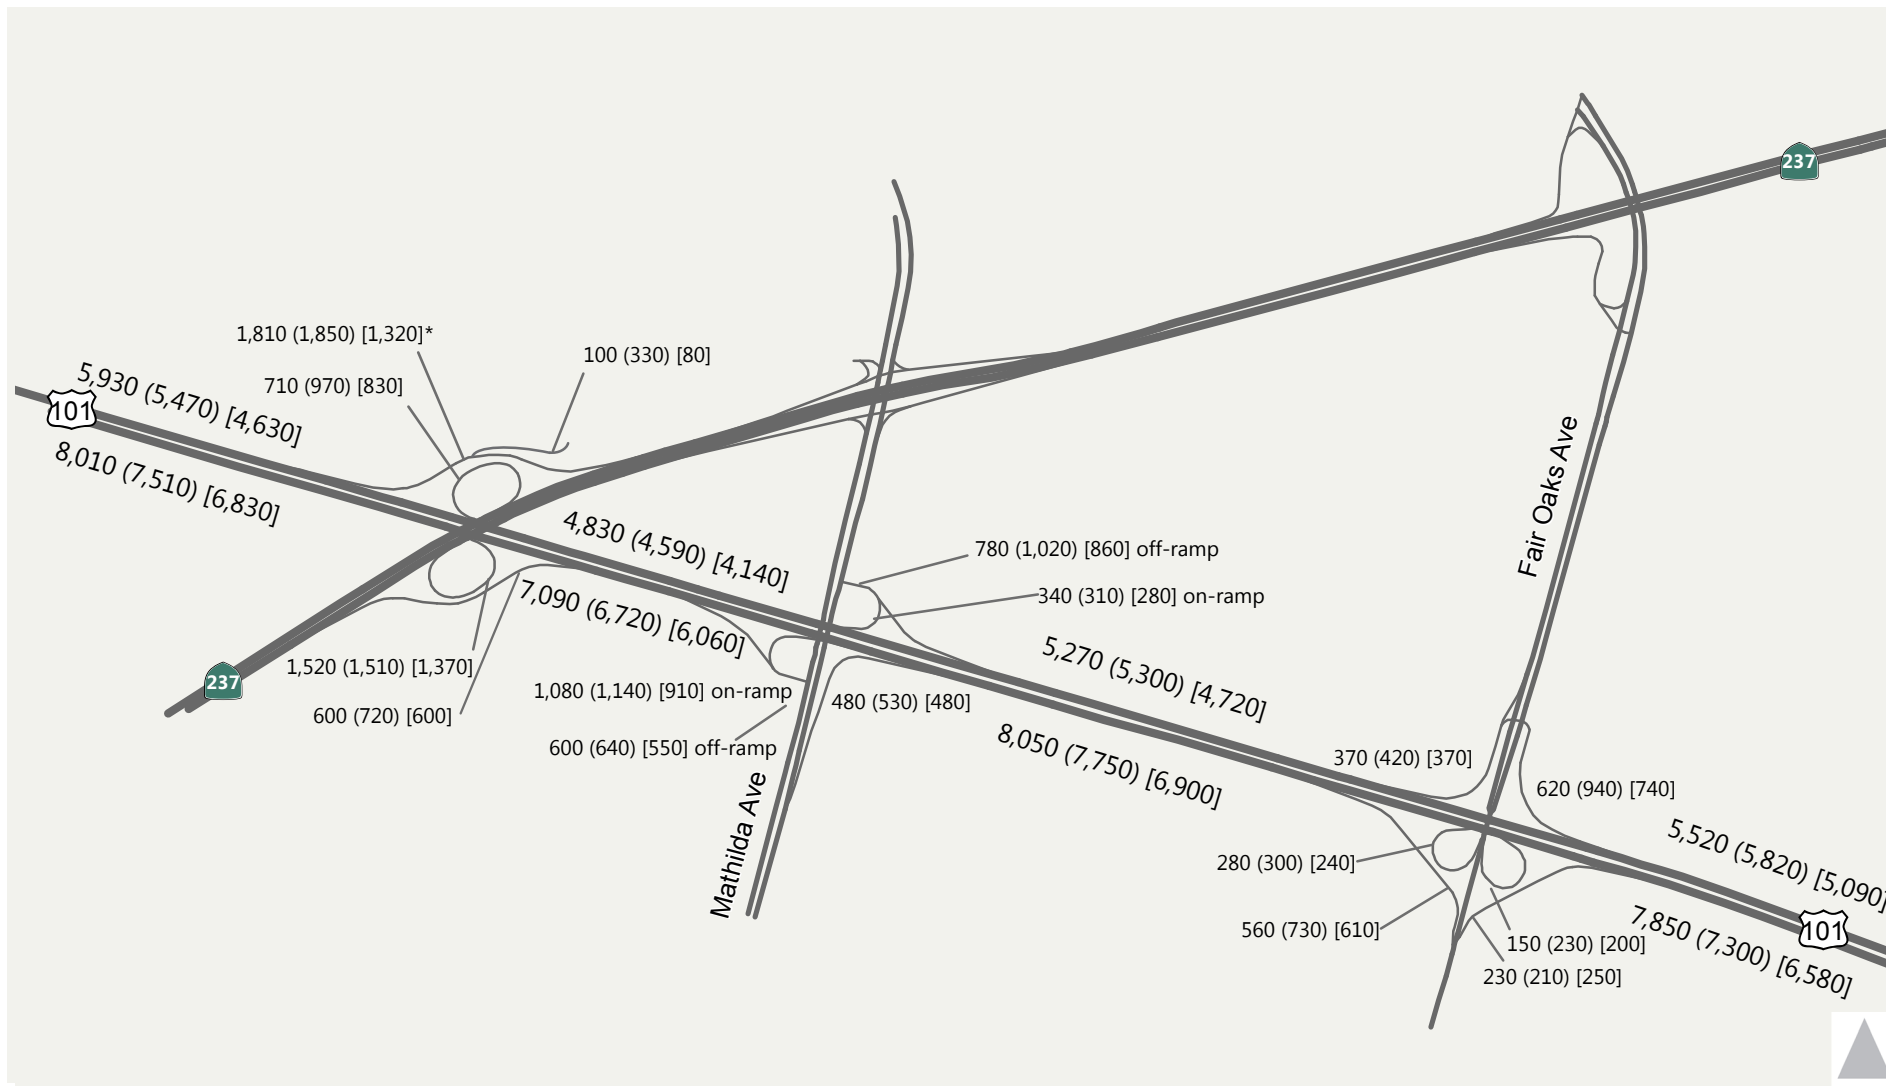 237
1,810 (1,850) [1,320]*
100 (330) [80]
710 (970) [830]
5,930 (5,470) [4,630]
101
8,010 (7,510) [6,830]
4,830 (4,590) [4,140]
7,090 (6,720) [6,060]
780 (1,020) [860] off-ramp
340 (310) [280] on-ramp
Fair Oaks Ave
1,520 (1,510) [1,370]
237
600 (720) [600]
1,080 (1,140) [910] on-ramp
480 (530) [480]
600 (640) [550] off-ramp
Mathilda Ave
5,270 (5,300) [4,720]
8,050 (7,750) [6,900]
370 (420) [370]
620 (940) [740]
5,520 (5,820) [5,090]
280 (300) [240]
560 (730) [610]
150 (230) [200]
230 (210) [250]
101
7,850 (7,300) [6,580]